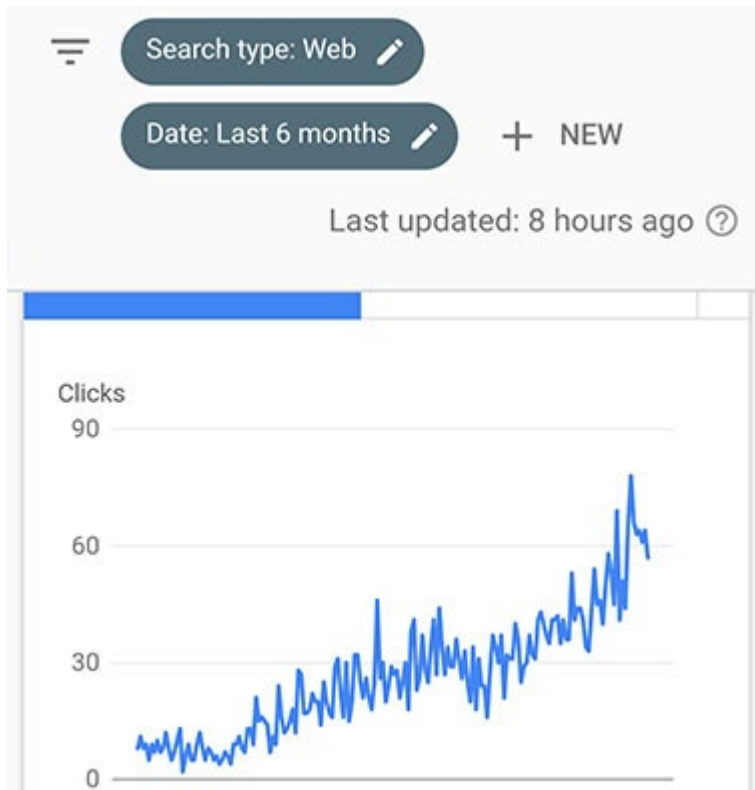 Search type: Web
Date: Last 6 months
+ NEW
Last updated: 8 hours ago ?
Clicks
90
60
30
0